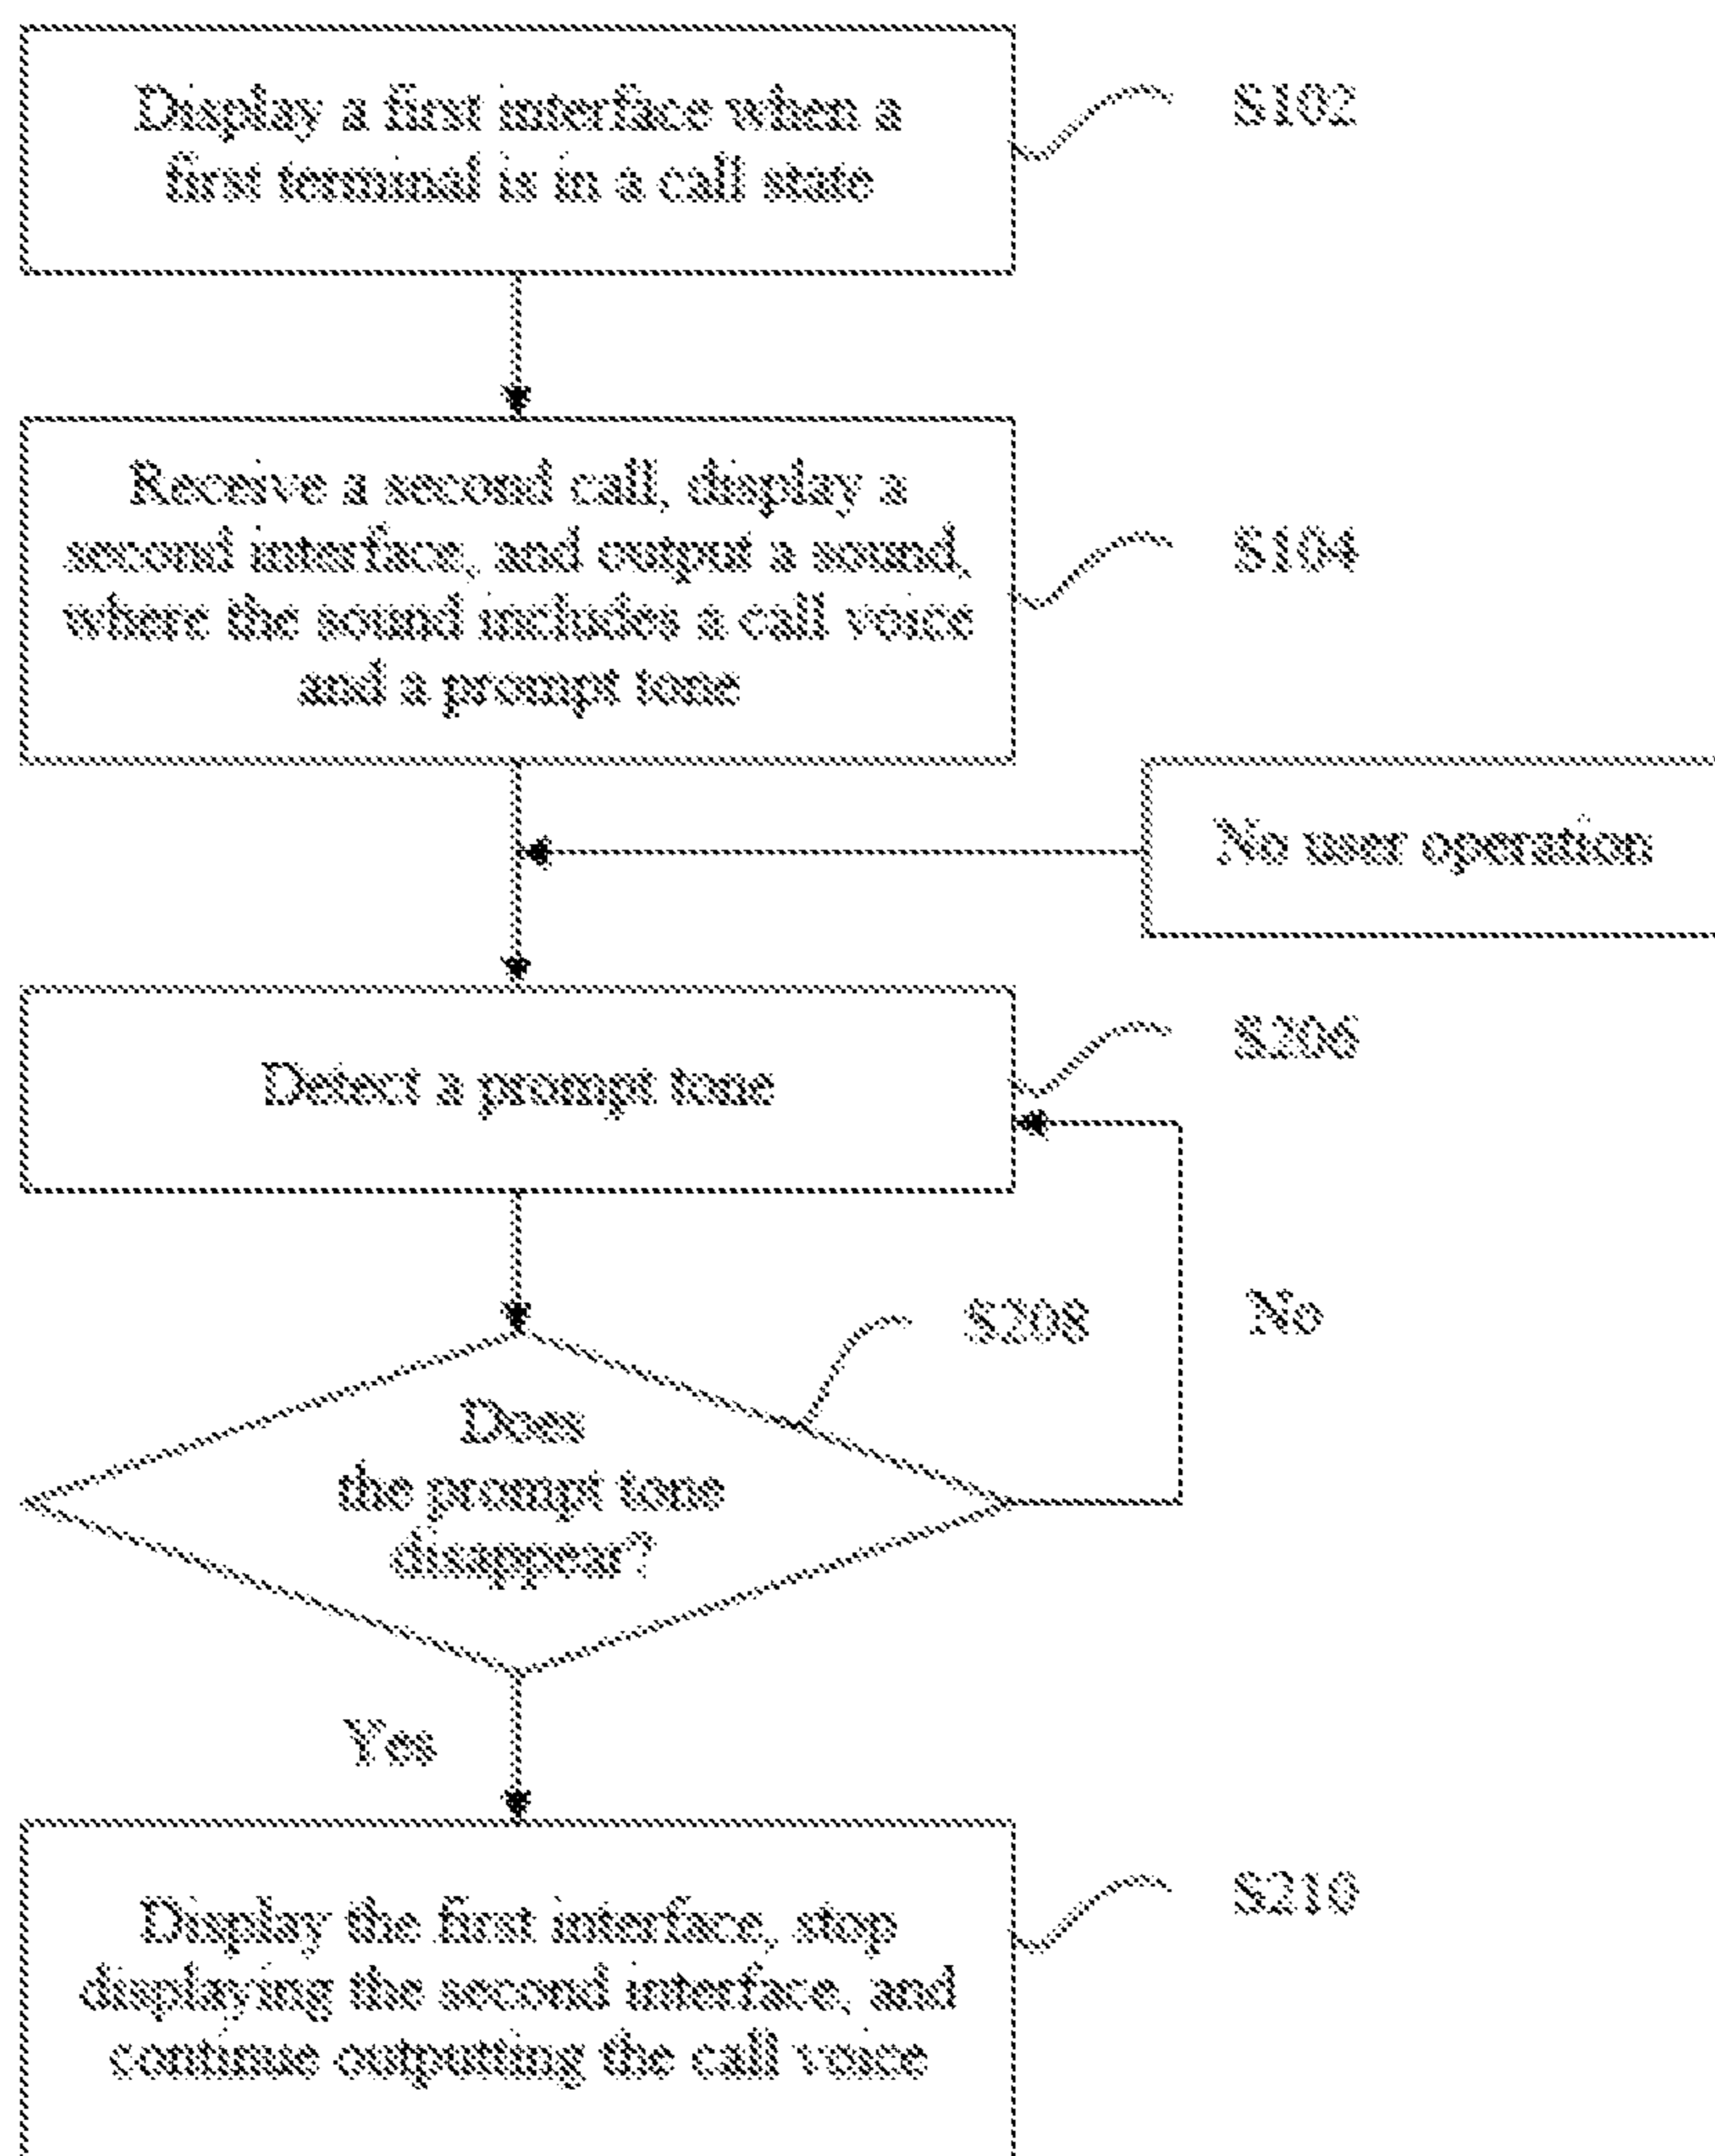 Display a first interface when a
first terminal is in a call state
S102
Receive a second call, display a
second interface, and output a sound,
where the sound includes a call voice
and a prompt tone
S104
No user operation
Detect a prompt tone
S206
Does
the prompt tone
disappear?
S208
No
Yes
Display the first interface, stop
displaying the second interface, and
continue outputting the call voice
S210